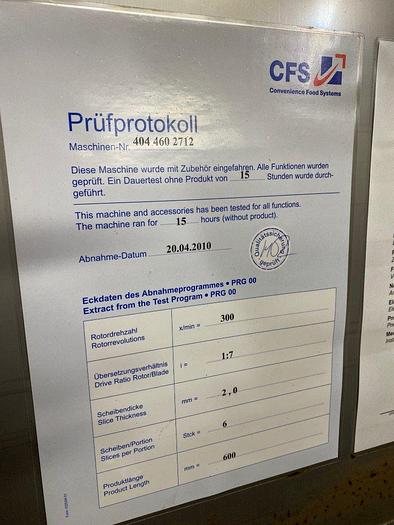 CFS
Convenience Food Systems
Prüfprotokoll
Maschinen-Nr. 404 460 2712
Diese Maschine wurde mit Zubehör eingefahren. Alle Funktionen wurden
geprüft. Ein Dauertest ohne Produkt von 15 Stunden wurde durch-
geführt.
This machine and accessories has been tested for all functions.
The machine ran for 15 hours (without product).
Abnahme-Datum 20.04.2010
Qualitätssicherung
geprüft
Eckdaten des Abnahmeprogrammes • PRG 00
Extract from the Test Program • PRG 00
Rotordrehzahl
Rotorrevolutions
x/min = 300
Übersetzungsverhältnis
Drive Ratio Rotor/Blade
i = 1:7
Scheibendicke
Slice Thickness
mm = 2,0
Scheiben/Portion
Slices per Portion
Stck = 6
Produktlänge
Product Length
mm = 600